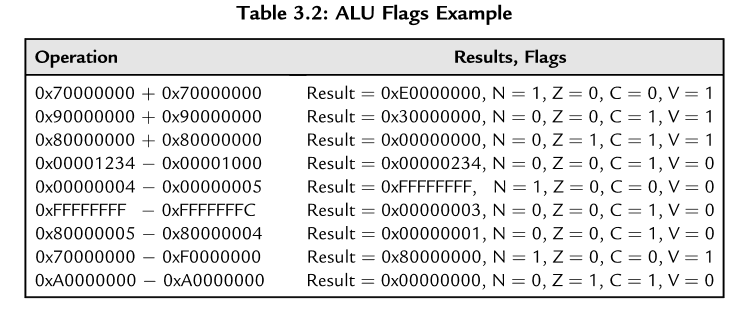 Table 3.2: ALU Flags Example
Operation Results, Flags
0x70000000 + 0x70000000 Result = 0xE0000000, N = 1, Z = 0, C = 0, V = 1
0x90000000 + 0x90000000 Result = 0x30000000, N = 0, Z = 0, C = 1, V = 1
0x80000000 + 0x80000000 Result = 0x00000000, N = 0, Z = 1, C = 1, V = 1
0x00001234 − 0x00001000 Result = 0x00000234, N = 0, Z = 0, C = 1, V = 0
0x00000004 − 0x00000005 Result = 0xFFFFFFFF, N = 1, Z = 0, C = 0, V = 0
0xFFFFFFFF − 0xFFFFFFFC Result = 0x00000003, N = 0, Z = 0, C = 1, V = 0
0x80000005 − 0x80000004 Result = 0x00000001, N = 0, Z = 0, C = 1, V = 0
0x70000000 − 0xF0000000 Result = 0x80000000, N = 1, Z = 0, C = 0, V = 1
0xA0000000 − 0xA0000000 Result = 0x00000000, N = 0, Z = 1, C = 1, V = 0